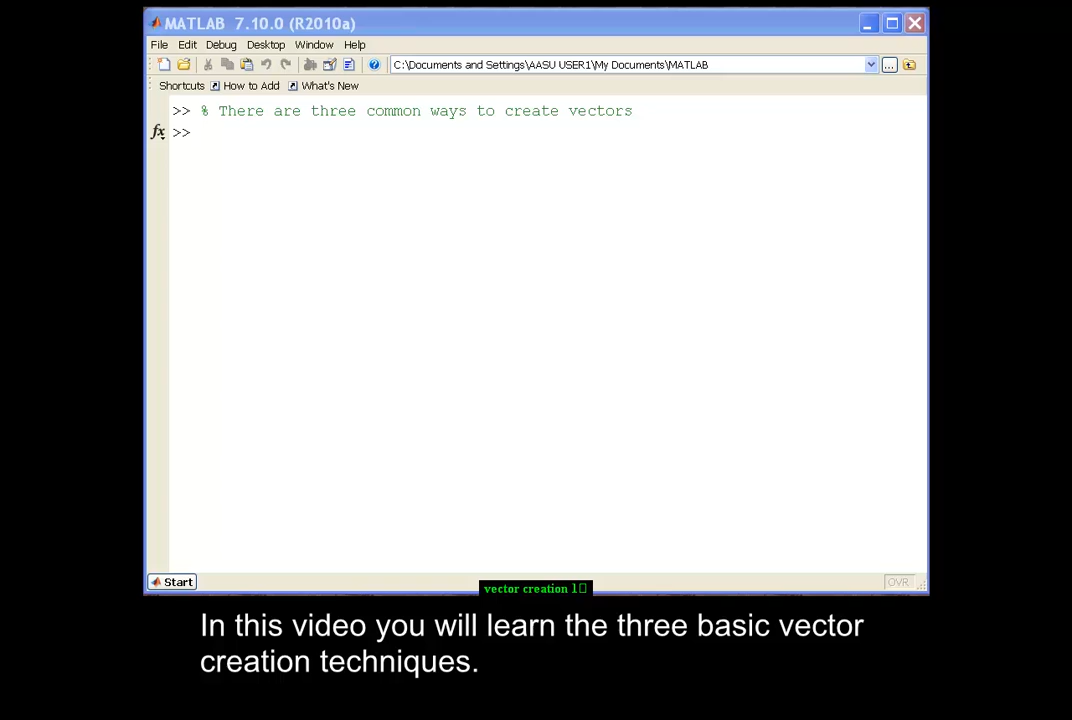 MATLAB 7.10.0 (R2010a)
File Edit Debug Desktop Window Help
C:\Documents and Settings\AASU USER1\My Documents\MATLAB
...
Shortcuts How to Add What's New
>> % There are three common ways to create vectors
fx >>
Start
OVR
vector creation 1
In this video you will learn the three basic vector
creation techniques.